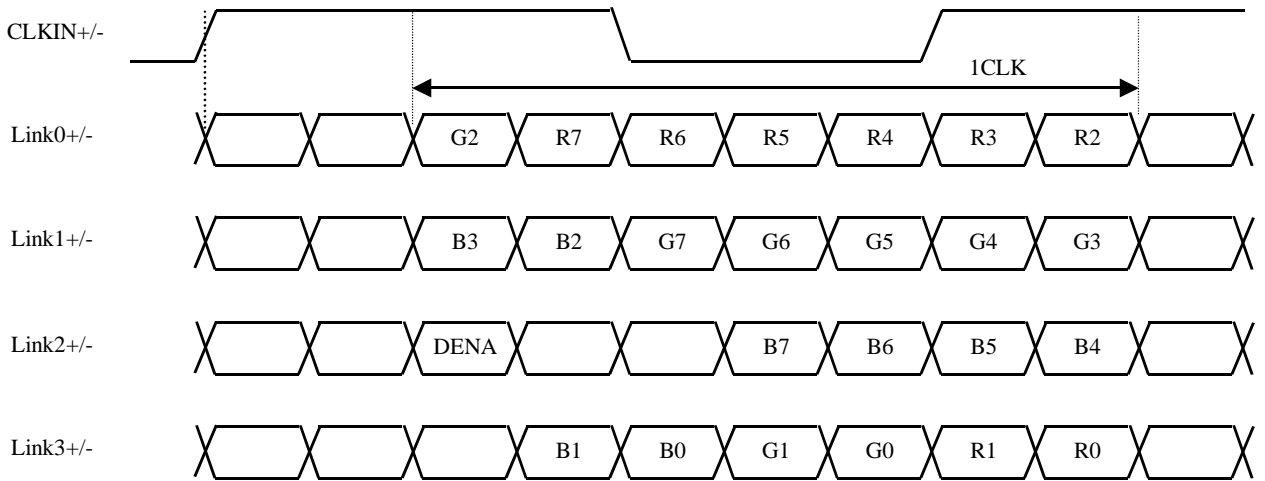 CLKIN+/-
1CLK
Link0+/- G2 R7 R6 R5 R4 R3 R2
Link1+/- B3 B2 G7 G6 G5 G4 G3
Link2+/- DENA B7 B6 B5 B4
Link3+/- B1 B0 G1 G0 R1 R0